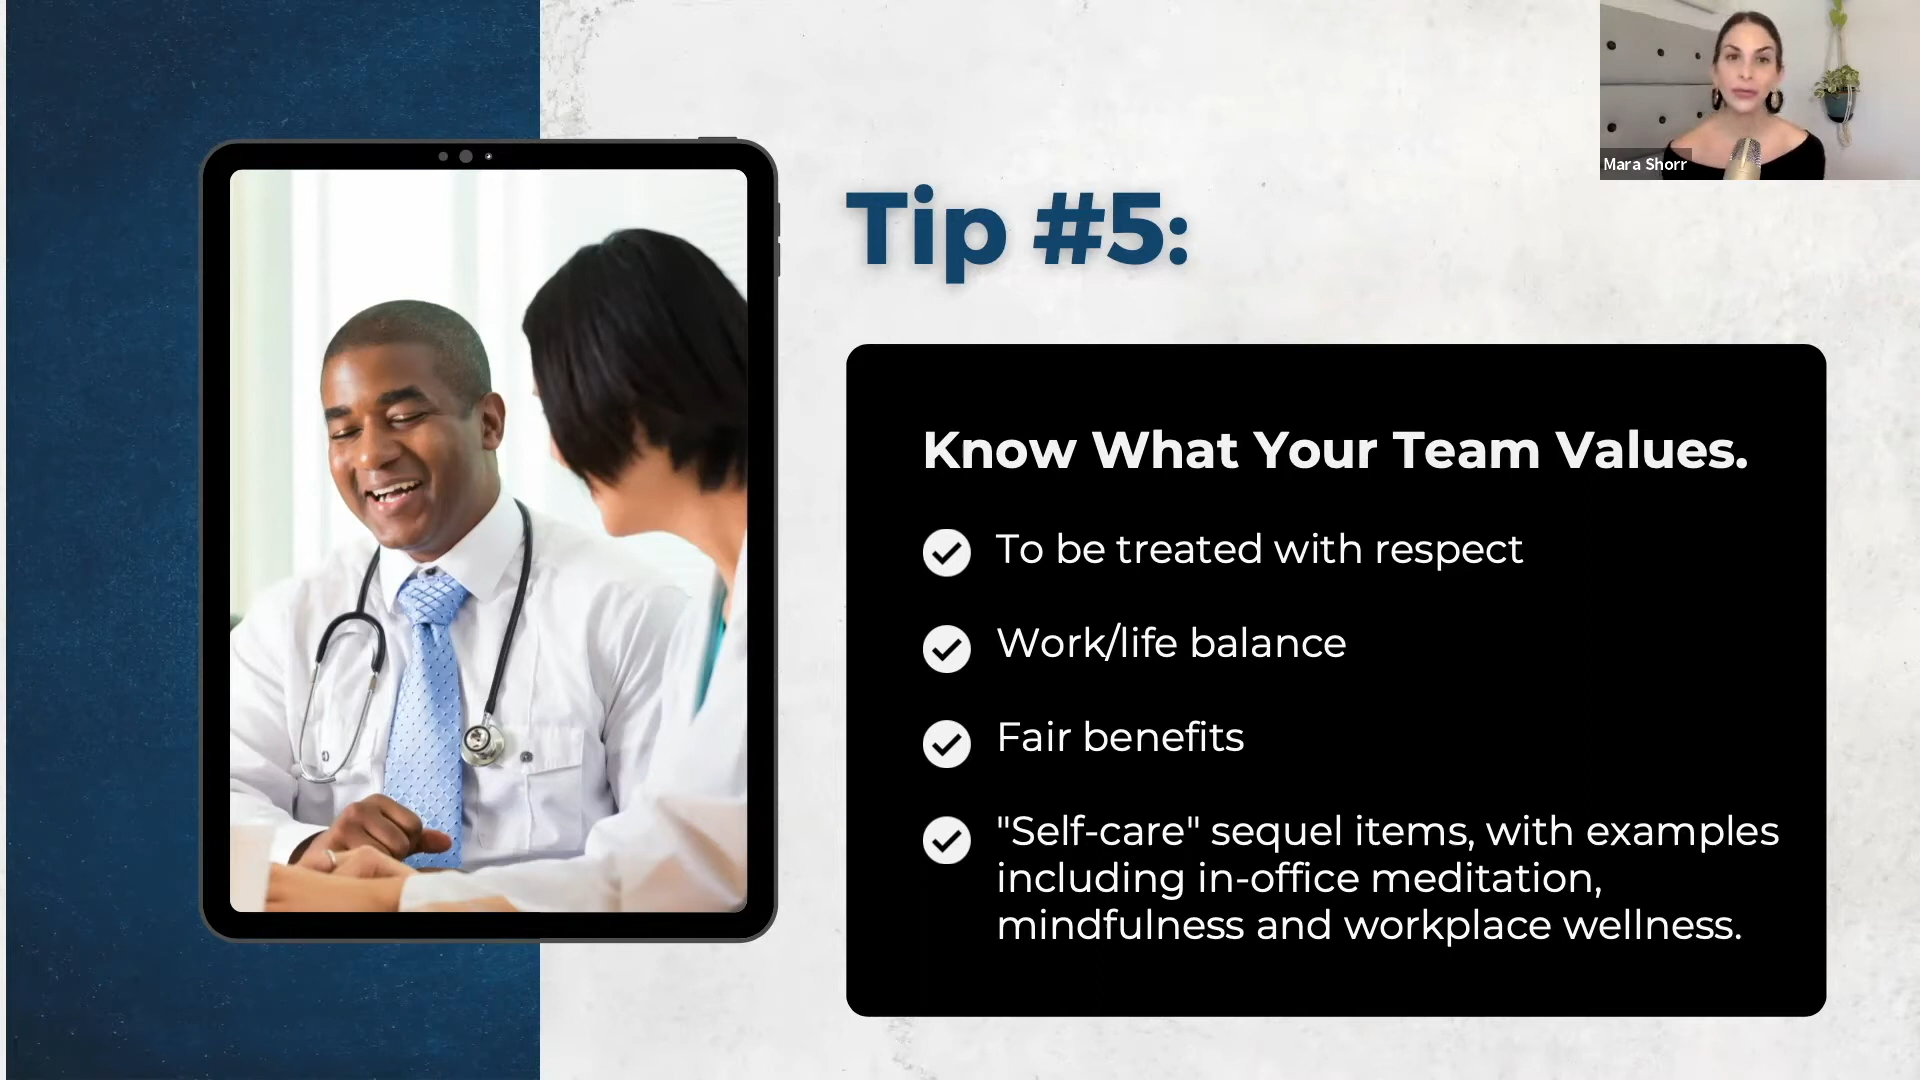 Mara Shorr
Tip #5:
Know What Your Team Values.
To be treated with respect
Work/life balance
Fair benefits
"Self-care" sequel items, with examples
including in-office meditation,
mindfulness and workplace wellness.